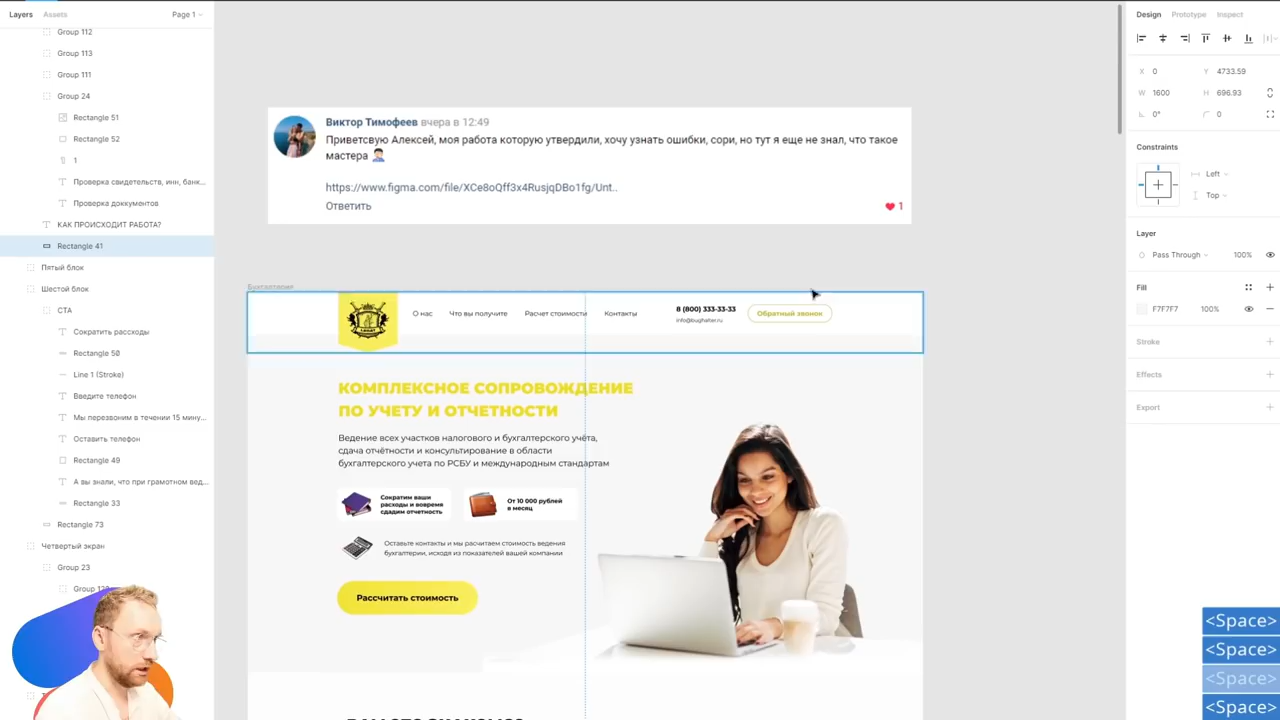 Layers
Assets
Page 1
Group 112
Group 113
Group 111
Group 24
Rectangle 51
Rectangle 52
1
Проверка свидетельств, инн, банк...
Проверка доккументов
КАК ПРОИСХОДИТ РАБОТА?
Rectangle 41
Пятый блок
Шестой блок
СТА
Сократить расходы
Rectangle 50
Line 1 (Stroke)
Введите телефон
Мы перезвоним в течении 15 мину...
Оставить телефон
Rectangle 49
А вы знали, что при грамотном вед...
Rectangle 33
Rectangle 73
Четвертый экран
Group 23
Виктор Тимофеев вчера в 12:49
Приветсвую Алексей, моя работа которую утвердили, хочу узнать ошибки, сори, но тут я еще не знал, что такое
мастера
https://www.figma.com/file/XCe8oQff3x4RusjqDBo1fg/Unt..
Ответить
1
Бухгалтерия
О нас
Что вы получите
Расчет стоимости
Контакты
8 (800) 333-33-33
info@bughalter.ru
Обратный звонок
КОМПЛЕКСНОЕ СОПРОВОЖДЕНИЕ
ПО УЧЕТУ И ОТЧЕТНОСТИ
Ведение всех участков налогового и бухгалтерского учёта,
сдача отчётности и консультирование в области
бухгалтерского учета по РСБУ и международным стандартам
Сократим ваши
расходы и вовремя
сдадим отчетность
От 10 000 рублей
в месяц
Оставьте контакты и мы расчитаем стоимость ведения
бухгалтерии, исходя из показателей вашей компании
Рассчитать стоимость
Design
Prototype
Inspect
X 0
Y 4733.59
W 1600
H 696.93
0°
0
Constraints
Left
Top
Layer
Pass Through
100%
Fill
F7F7F7
100%
Stroke
Effects
Export
<Space>
<Space>
<Space>
<Space>